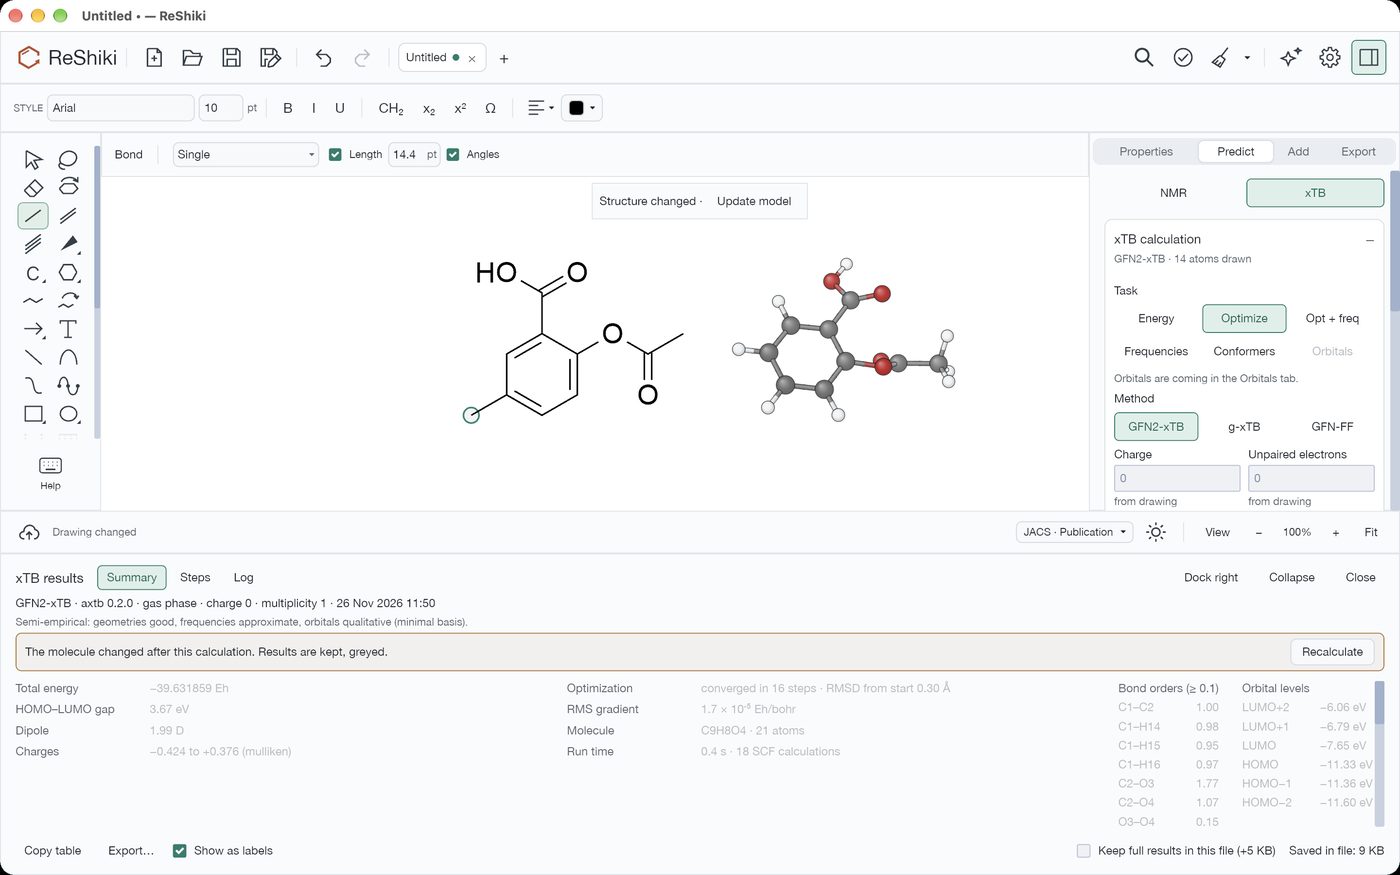 Untitled • — ReShiki
ReShiki
Untitled
STYLE Arial 10 pt B I U CH₂ x₂ x² Ω
Bond Single Length 14.4 pt Angles
Properties Predict Add Export
Structure changed · Update model
NMR xTB
xTB calculation
GFN2-xTB · 14 atoms drawn
Task
Energy Optimize Opt + freq
Frequencies Conformers Orbitals
Orbitals are coming in the Orbitals tab.
Method
GFN2-xTB g-xTB GFN-FF
Charge Unpaired electrons
0 0
from drawing from drawing
HO O
O
O
C
T
Help
Drawing changed
JACS · Publication View − 100% + Fit
xTB results Summary Steps Log Dock right Collapse Close
GFN2-xTB · axtb 0.2.0 · gas phase · charge 0 · multiplicity 1 · 26 Nov 2026 11:50
Semi-empirical: geometries good, frequencies approximate, orbitals qualitative (minimal basis).
The molecule changed after this calculation. Results are kept, greyed. Recalculate
Total energy −39.631859 Eh
HOMO–LUMO gap 3.67 eV
Dipole 1.99 D
Charges −0.424 to +0.376 (mulliken)
Optimization converged in 16 steps · RMSD from start 0.30 Å
RMS gradient 1.7 × 10⁻⁵ Eh/bohr
Molecule C9H8O4 · 21 atoms
Run time 0.4 s · 18 SCF calculations
Bond orders (≥ 0.1)
C1–C2 1.00
C1–H14 0.98
C1–H15 0.95
C1–H16 0.97
C2–O3 1.77
C2–O4 1.07
O3–O4 0.15
Orbital levels
LUMO+2 −6.06 eV
LUMO+1 −6.79 eV
LUMO −7.65 eV
HOMO −11.33 eV
HOMO−1 −11.36 eV
HOMO−2 −11.60 eV
Copy table Export… Show as labels Keep full results in this file (+5 KB) Saved in file: 9 KB